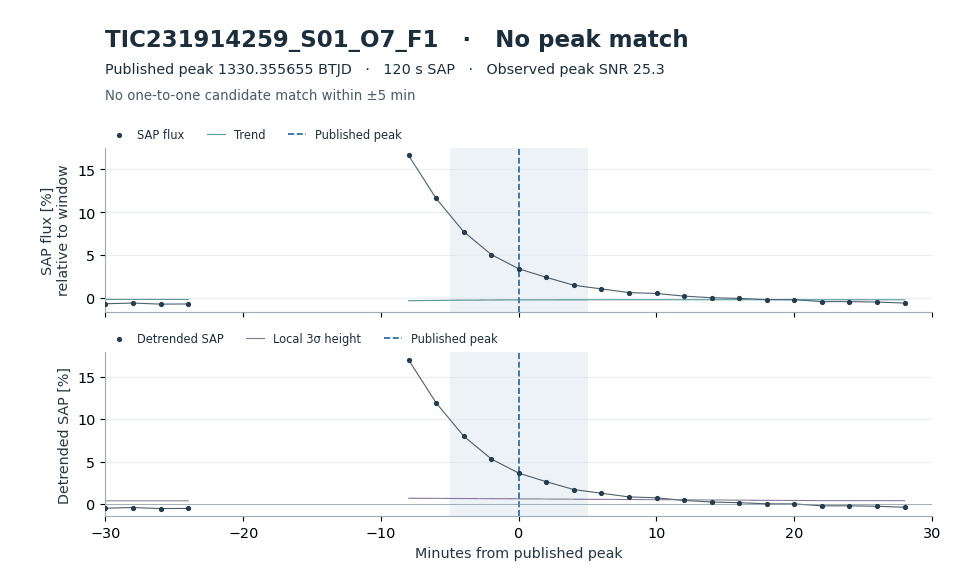 TIC231914259_S01_O7_F1 · No peak match
Published peak 1330.355655 BTJD · 120 s SAP · Observed peak SNR 25.3
No one-to-one candidate match within ±5 min
SAP flux Trend Published peak
SAP flux [%]
relative to window
15
10
5
0
Detrended SAP Local 3σ height Published peak
Detrended SAP [%]
15
10
5
0
−30 −20 −10 0 10 20 30
Minutes from published peak